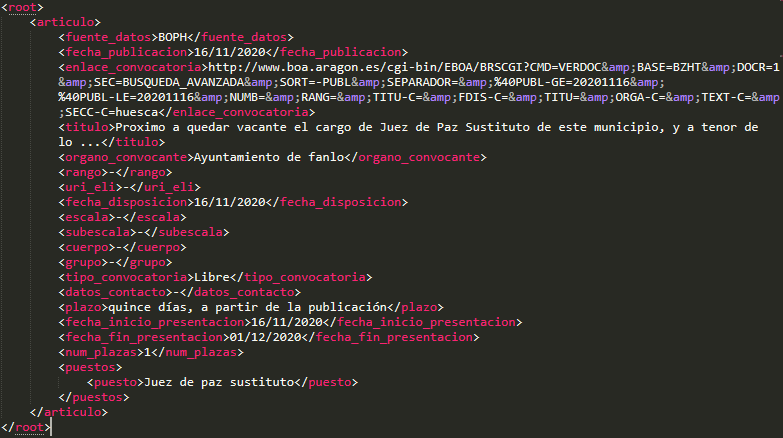 <root>
<articulo>
<fuente_datos>BOPH</fuente_datos>
<fecha_publicacion>16/11/2020</fecha_publicacion>
<enlace_convocatoria>http://www.boa.aragon.es/cgi-bin/EBOA/BRSCGI?CMD=VERDOC&amp;BASE=BZHT&amp;DOCR=1
&amp;SEC=BUSQUEDA_AVANZADA&amp;SORT=-PUBL&amp;SEPARADOR=&amp;%40PUBL-GE=20201116&amp;
%40PUBL-LE=20201116&amp;NUMB=&amp;RANG=&amp;TITU-C=&amp;FDIS-C=&amp;TITU=&amp;ORGA-C=&amp;TEXT-C=&amp
;SECC-C=huesca</enlace_convocatoria>
<titulo>Proximo a quedar vacante el cargo de Juez de Paz Sustituto de este municipio, y a tenor de
lo ...</titulo>
<organo_convocante>Ayuntamiento de fanlo</organo_convocante>
<rango>-</rango>
<uri_eli>-</uri_eli>
<fecha_disposicion>16/11/2020</fecha_disposicion>
<escala>-</escala>
<subescala>-</subescala>
<cuerpo>-</cuerpo>
<grupo>-</grupo>
<tipo_convocatoria>Libre</tipo_convocatoria>
<datos_contacto>-</datos_contacto>
<plazo>quince días, a partir de la publicación</plazo>
<fecha_inicio_presentacion>16/11/2020</fecha_inicio_presentacion>
<fecha_fin_presentacion>01/12/2020</fecha_fin_presentacion>
<num_plazas>1</num_plazas>
<puestos>
<puesto>Juez de paz sustituto</puesto>
</puestos>
</articulo>
</root>